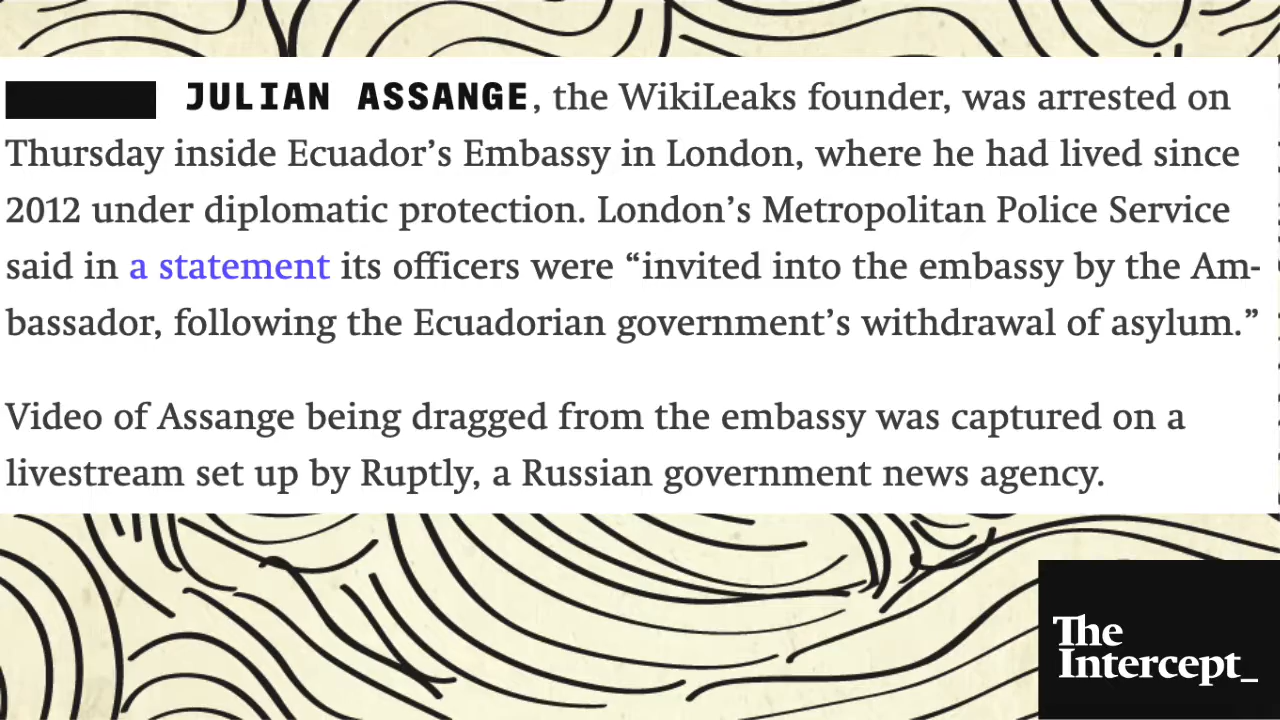 JULIAN ASSANGE, the WikiLeaks founder, was arrested on
Thursday inside Ecuador’s Embassy in London, where he had lived since
2012 under diplomatic protection. London’s Metropolitan Police Service
said in a statement its officers were “invited into the embassy by the Am-
bassador, following the Ecuadorian government’s withdrawal of asylum.”
Video of Assange being dragged from the embassy was captured on a
livestream set up by Ruptly, a Russian government news agency.
The
Intercept_